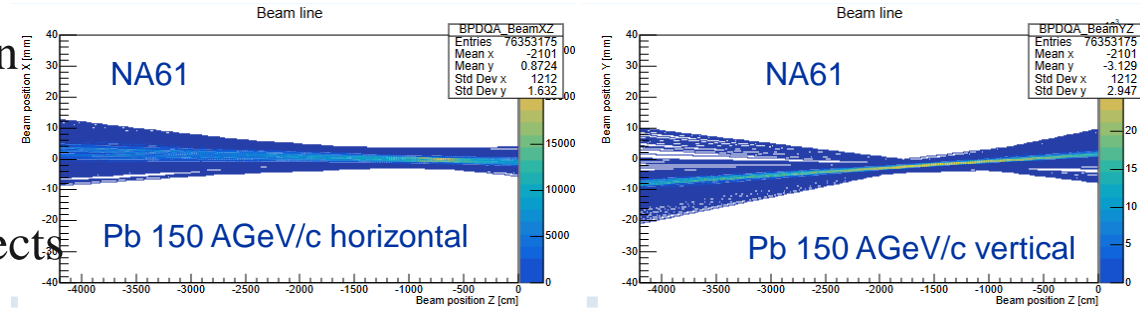 n
ects
Beam line
BPDQA_BeamXZ
Entries 76353175
Mean x -2101
Mean y 0.8724
Std Dev x 1212
Std Dev y 1.632
NA61
Pb 150 AGeV/c horizontal
Beam position X [mm]
40
30
20
10
0
-10
-20
-30
-40
-4000 -3500 -3000 -2500 -2000 -1500 -1000 -500 0
Beam position Z [cm]
15000
10000
5000
0
Beam line
BPDQA_BeamYZ
Entries 76353175
Mean x -2101
Mean y -3.129
Std Dev x 1212
Std Dev y 2.947
NA61
Pb 150 AGeV/c vertical
Beam position Y [mm]
40
30
20
10
0
-10
-20
-30
-40
-4000 -3500 -3000 -2500 -2000 -1500 -1000 -500 0
Beam position Z [cm]
20
15
10
5
0